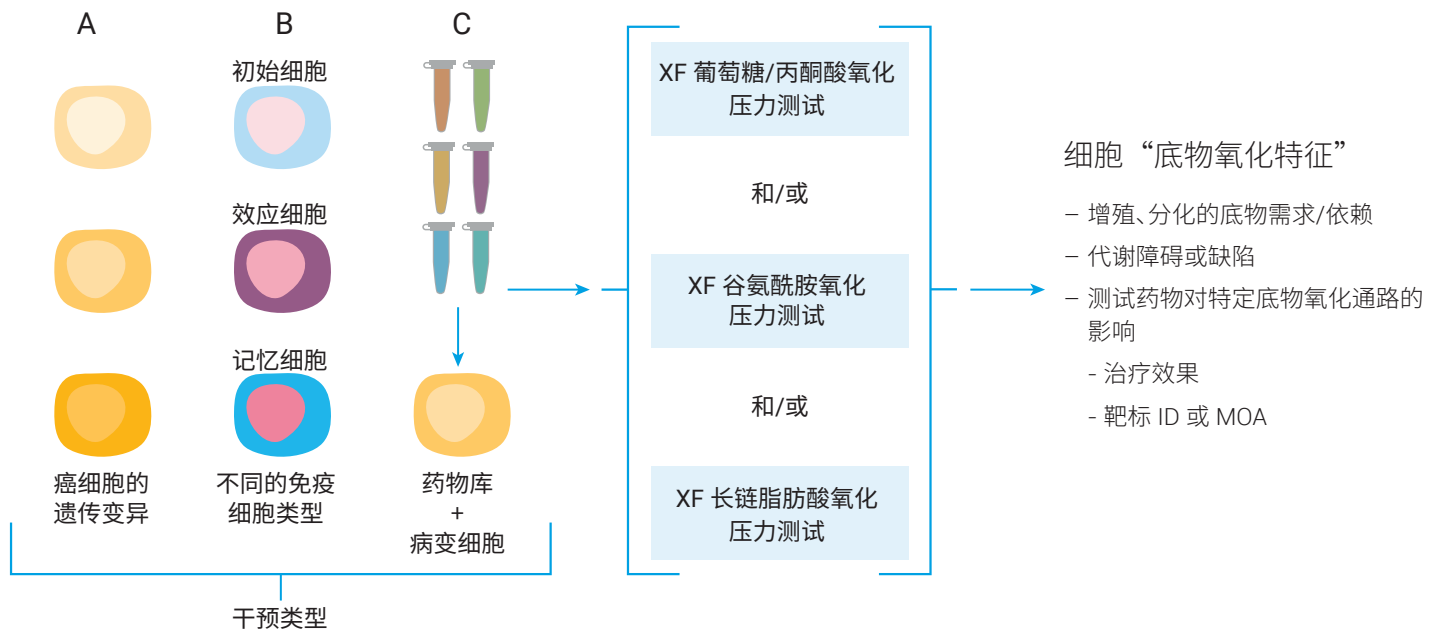 A
B
C
初始细胞
效应细胞
记忆细胞
癌细胞的
遗传变异
不同的免疫
细胞类型
药物库
+
病变细胞
干预类型
XF 葡萄糖/丙酮酸氧化
压力测试
和/或
XF 谷氨酰胺氧化
压力测试
和/或
XF 长链脂肪酸氧化
压力测试
细胞“底物氧化特征”
– 增殖、分化的底物需求/依赖
– 代谢障碍或缺陷
– 测试药物对特定底物氧化通路的
影响
- 治疗效果
- 靶标 ID 或 MOA